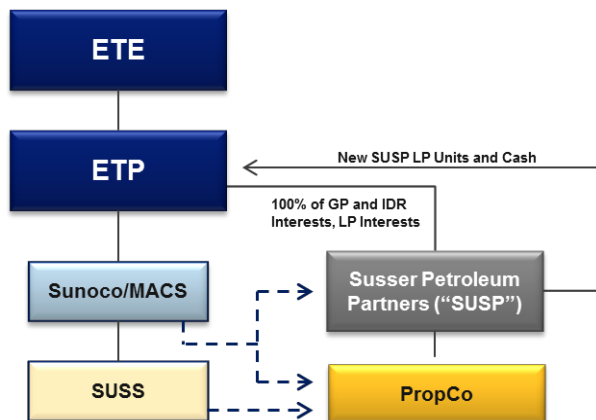 ETE
ETP
New SUSP LP Units and Cash
100% of GP and IDR
Interests, LP Interests
Sunoco/MACS
Susser Petroleum
Partners (“SUSP”)
SUSS
PropCo